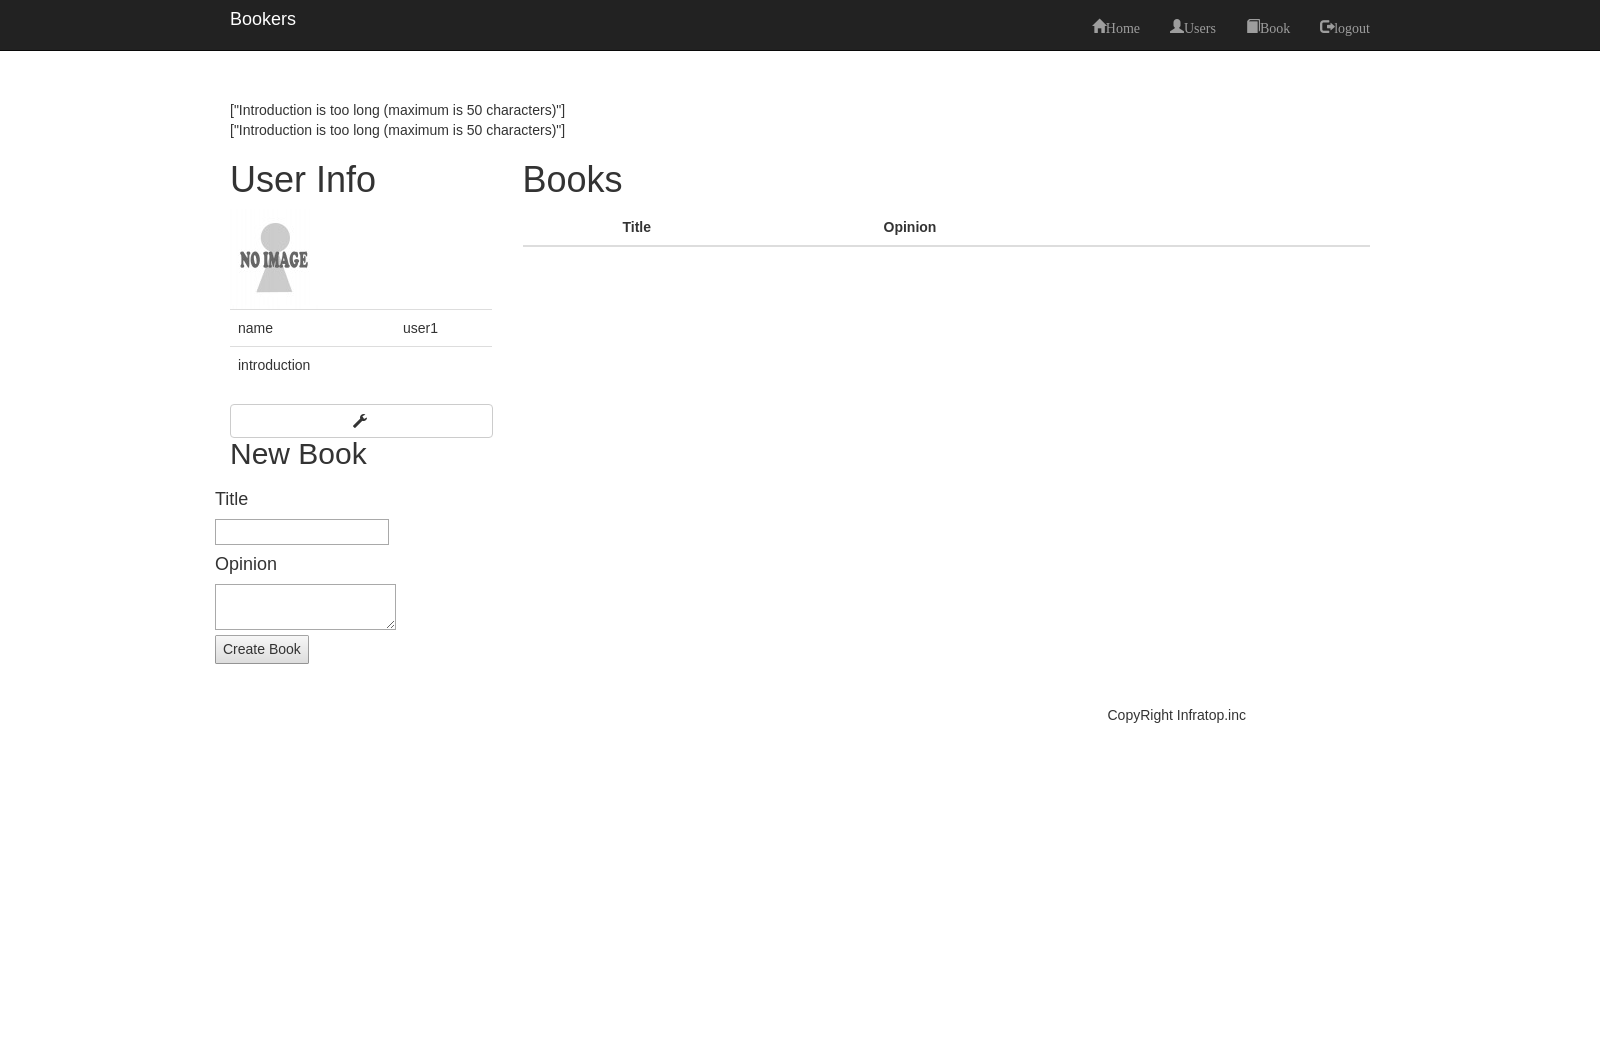 Bookers
Home Users Book logout
["Introduction is too long (maximum is 50 characters)"]
["Introduction is too long (maximum is 50 characters)"]
User Info
NO IMAGE
name user1
introduction
New Book
Title
Opinion
Create Book
Books
Title Opinion
CopyRight Infratop.inc